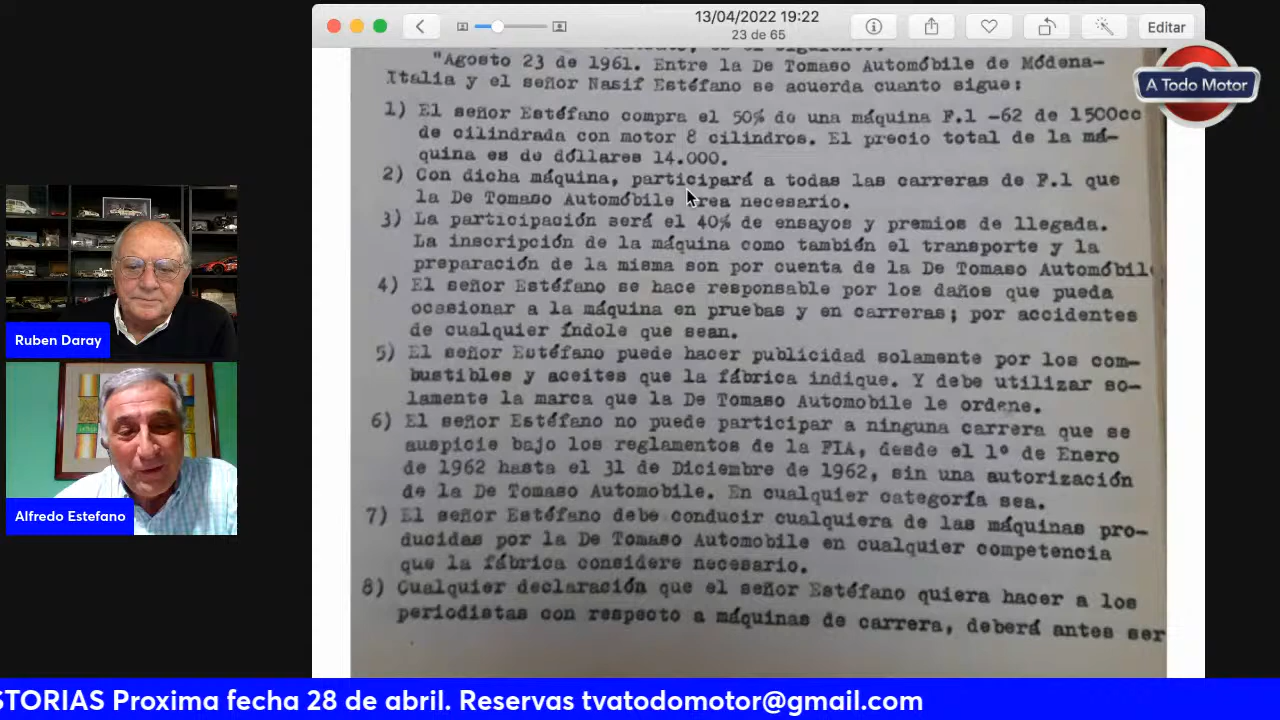 13/04/2022 19:22
23 de 65
Editar
A Todo Motor
"Agosto 23 de 1961. Entre la De Tomaso Automóbile de Módena-
Italia y el señor Nasif Estéfano se acuerda cuanto sigue:
1) El señor Estéfano compra el 50% de una máquina F.1 -62 de 1500cc
de cilindrada con motor 8 cilindros. El precio total de la má-
quina es de dóllares 14.000.
2) Con dicha máquina, participará a todas las carreras de F.1 que
la De Tomaso Automóbile crea necesario.
3) La participación será el 40% de ensayos y premios de llegada.
La inscripción de la máquina como también el transporte y la
preparación de la misma son por cuenta de la De Tomaso Automóbil
4) El señor Estéfano se hace responsable por los daños que pueda
ocasionar a la máquina en pruebas y en carreras; por accidentes
de cualquier índole que sean.
5) El señor Estéfano puede hacer publicidad solamente por los com-
bustibles y aceites que la fábrica indique. Y debe utilizar so-
lamente la marca que la De Tomaso Automobile le ordene.
6) El señor Estéfano no puede participar a ninguna carrera que se
auspicie bajo los reglamentos de la FIA, desde el 1º de Enero
de 1962 hasta el 31 de Diciembre de 1962, sin una autorización
de la De Tomaso Automobile. En cualquier categoría sea.
7) El señor Estéfano debe conducir cualquiera de las máquinas pro-
ducidas por la De Tomaso Automobile en cualquier competencia
que la fábrica considere necesario.
8) Cualquier declaración que el señor Estéfano quiera hacer a los
periodistas con respecto a máquinas de carrera, deberá antes ser
Ruben Daray
Alfredo Estefano
STORIAS Proxima fecha 28 de abril. Reservas tvatodomotor@gmail.com